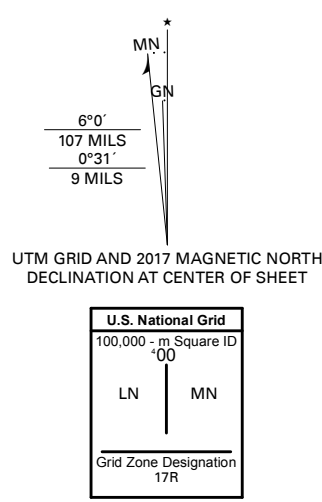 ★
MN
GN
6°0´
107 MILS
0°31´
9 MILS
UTM GRID AND 2017 MAGNETIC NORTH
DECLINATION AT CENTER OF SHEET
U.S. National Grid
100,000 - m Square ID
⁴00
LN MN
Grid Zone Designation
17R